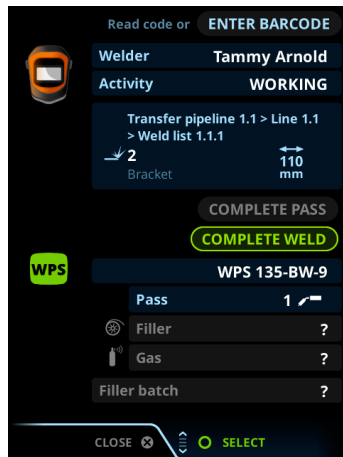 Read code or ENTER BARCODE
Welder Tammy Arnold
Activity WORKING
Transfer pipeline 1.1 > Line 1.1
> Weld list 1.1.1
2
Bracket
110
mm
COMPLETE PASS
COMPLETE WELD
WPS
WPS 135-BW-9
Pass 1
Filler ?
Gas ?
Filler batch ?
CLOSE SELECT